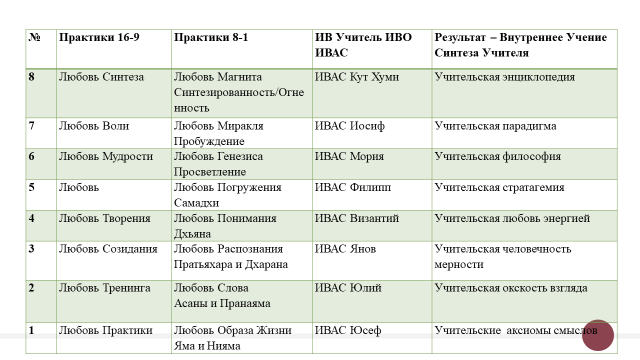 № Практики 16-9 Практики 8-1 ИВ Учитель ИВО Результат – Внутреннее Учение
ИВАС Синтеза Учителя
8 Любовь Синтеза Любовь Магнита ИВАС Кут Хуми Учительская энциклопедия
Синтезированность/Огне
нность
7 Любовь Воли Любовь Миракля ИВАС Иосиф Учительская парадигма
Пробуждение
6 Любовь Мудрости Любовь Генезиса ИВАС Мория Учительская философия
Просветление
5 Любовь Любовь Погружения ИВАС Филипп Учительская стратагемия
Самадхи
4 Любовь Творения Любовь Понимания ИВАС Византий Учительская любовь энергией
Дхьяна
3 Любовь Созидания Любовь Распознания ИВАС Янов Учительская человечность
Пратьяхара и Дхарана мерности
2 Любовь Тренинга Любовь Слова ИВАС Юлий Учительская окскость взгляда
Асаны и Пранаяма
1 Любовь Практики Любовь Образа Жизни ИВАС Юсеф Учительские аксиомы смыслов
Яма и Нияма